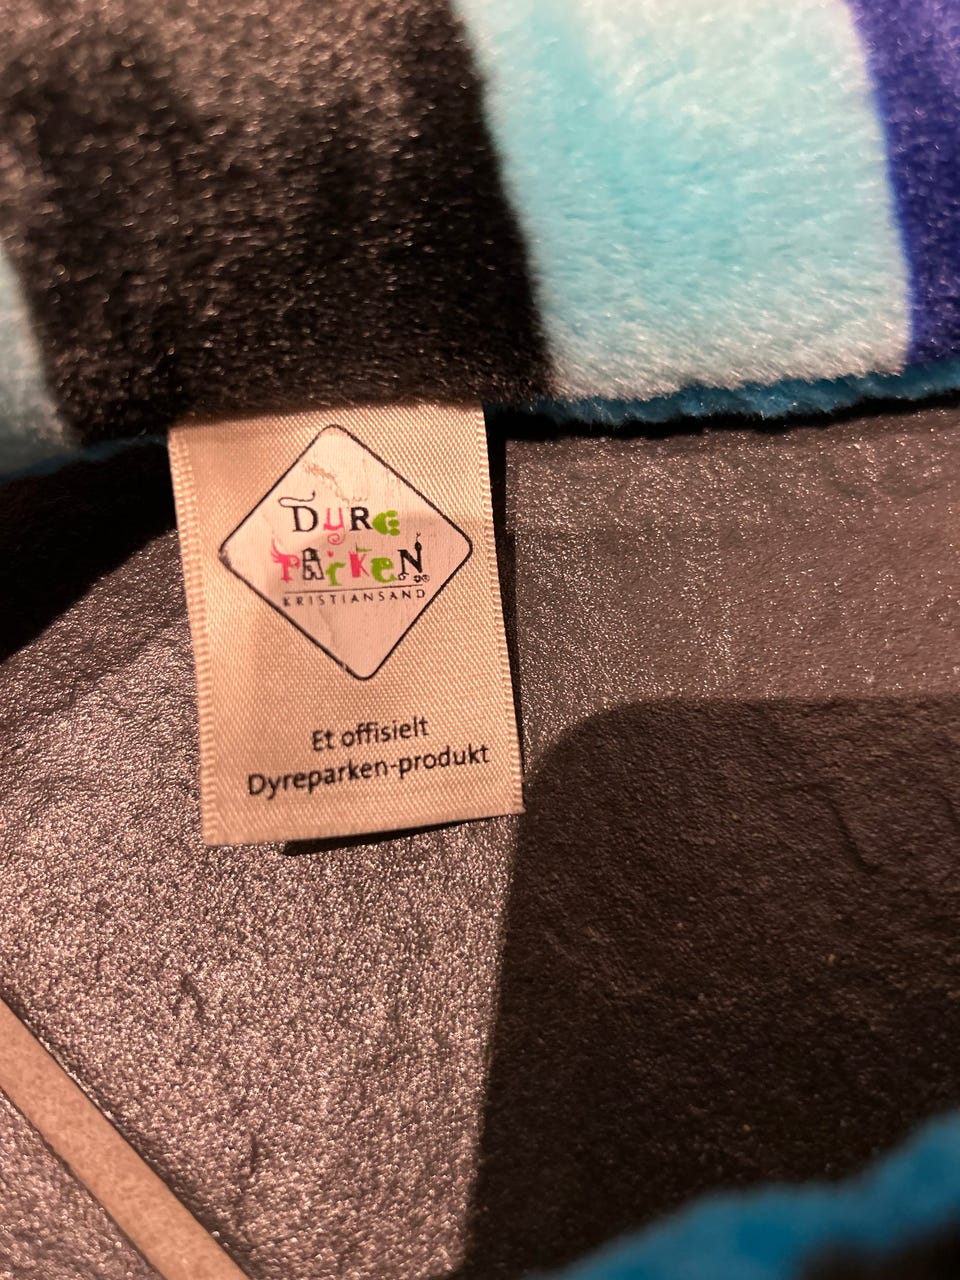 DyRe
PARKEN
KRISTIANSAND
Et offisielt
Dyreparken-produkt